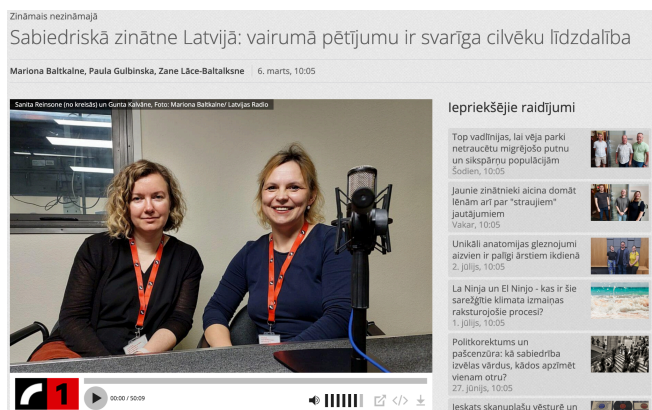 Zināmais nezināmajā
Sabiedriskā zinātne Latvijā: vairumā pētījumu ir svarīga cilvēku līdzdalība
Mariona Baltkalne, Paula Gulbinska, Zane Lāce-Baltalksne
6. marts, 10:05
Sanita Reinsone (no kreisās) un Gunta Kalvāne, Foto: Mariona Baltkalne/ Latvijas Radio
1
00:00 / 50:09
Iepriekšējie raidījumi
Top vadlīnijas, lai vēja parki
netraucētu migrējošo putnu
un sikspārņu populācijām
Šodien, 10:05
Jaunie zinātnieki aicina domāt
lēnām arī par "straujiem"
jautājumiem
Vakar, 10:05
Unikāli anatomijas gleznojumi
aizvien ir palīgi ārstiem ikdienā
2. jūlijs, 10:05
La Ninja un El Ninjo - kas ir šie
sarežģītie klimata izmaiņas
raksturojošie procesi?
1. jūlijs, 10:05
Politkorektums un
pašcenzūra: kā sabiedrība
izvēlas vārdus, kādos apzīmēt
vienam otru?
27. jūnijs, 10:05
Ieskats skaņuplašu vēsturē un